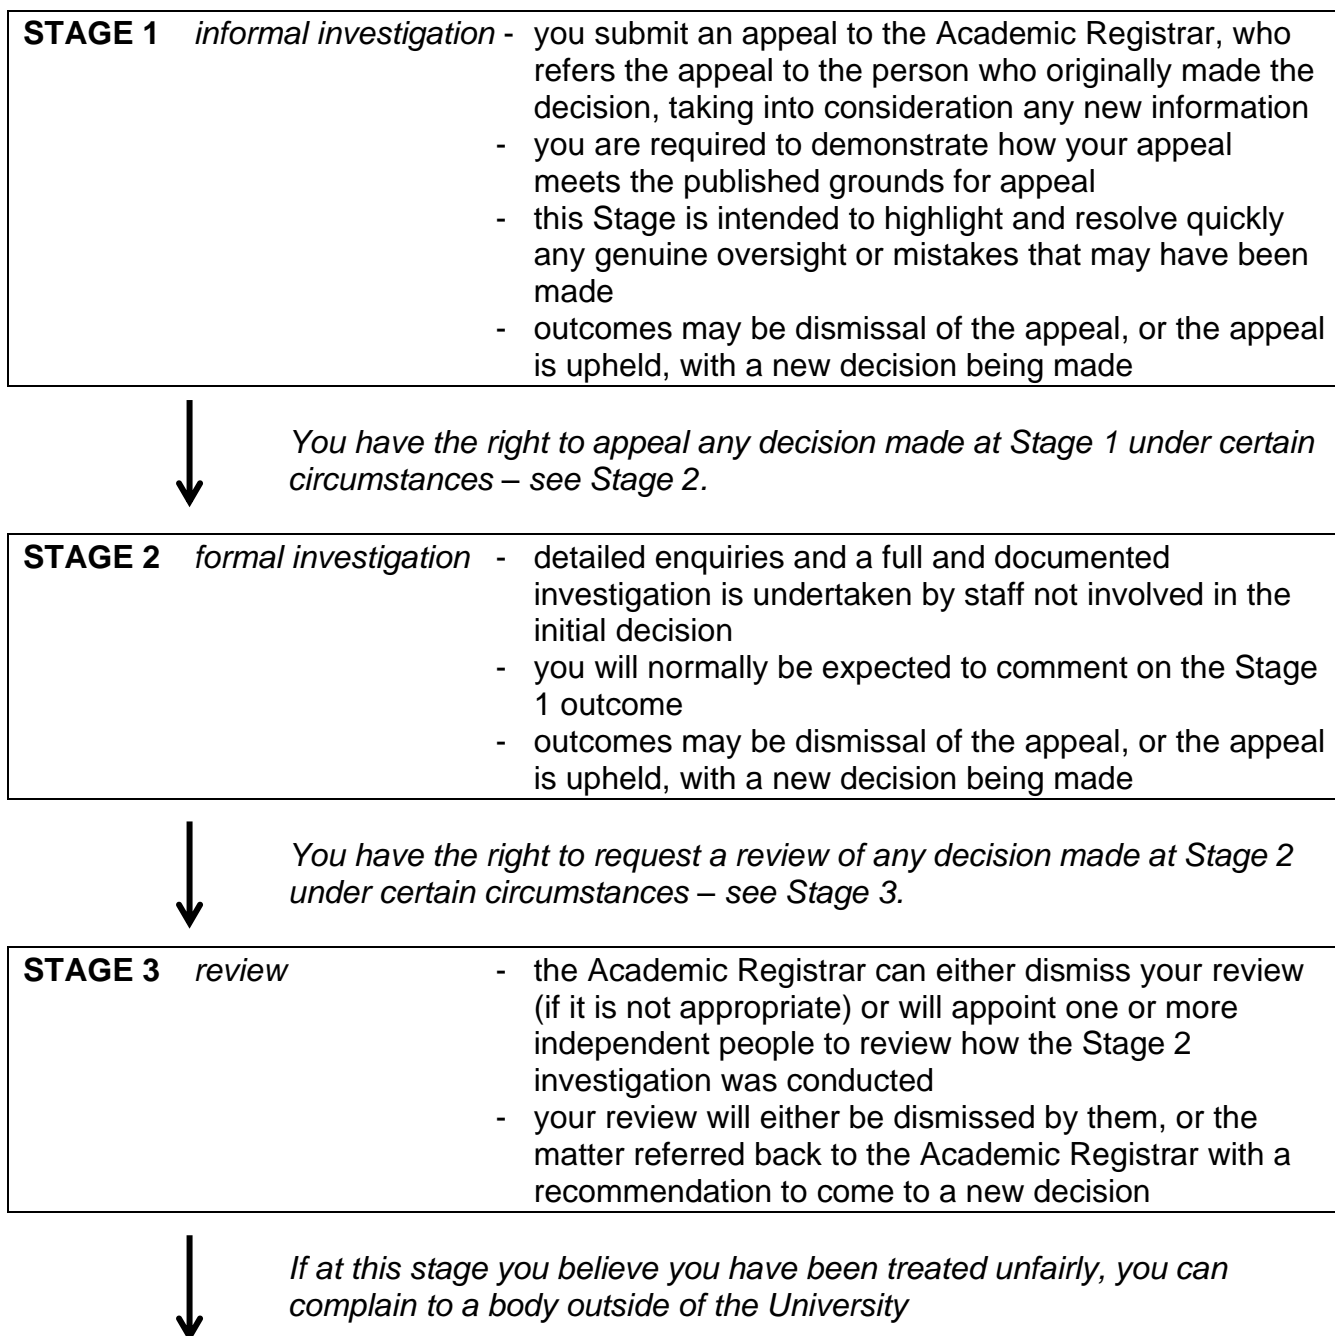 STAGE 1 informal investigation - you submit an appeal to the Academic Registrar, who
refers the appeal to the person who originally made the
decision, taking into consideration any new information
- you are required to demonstrate how your appeal
meets the published grounds for appeal
- this Stage is intended to highlight and resolve quickly
any genuine oversight or mistakes that may have been
made
- outcomes may be dismissal of the appeal, or the appeal
is upheld, with a new decision being made
You have the right to appeal any decision made at Stage 1 under certain
circumstances – see Stage 2.
STAGE 2 formal investigation - detailed enquiries and a full and documented
investigation is undertaken by staff not involved in the
initial decision
- you will normally be expected to comment on the Stage
1 outcome
- outcomes may be dismissal of the appeal, or the appeal
is upheld, with a new decision being made
You have the right to request a review of any decision made at Stage 2
under certain circumstances – see Stage 3.
STAGE 3 review - the Academic Registrar can either dismiss your review
(if it is not appropriate) or will appoint one or more
independent people to review how the Stage 2
investigation was conducted
- your review will either be dismissed by them, or the
matter referred back to the Academic Registrar with a
recommendation to come to a new decision
If at this stage you believe you have been treated unfairly, you can
complain to a body outside of the University